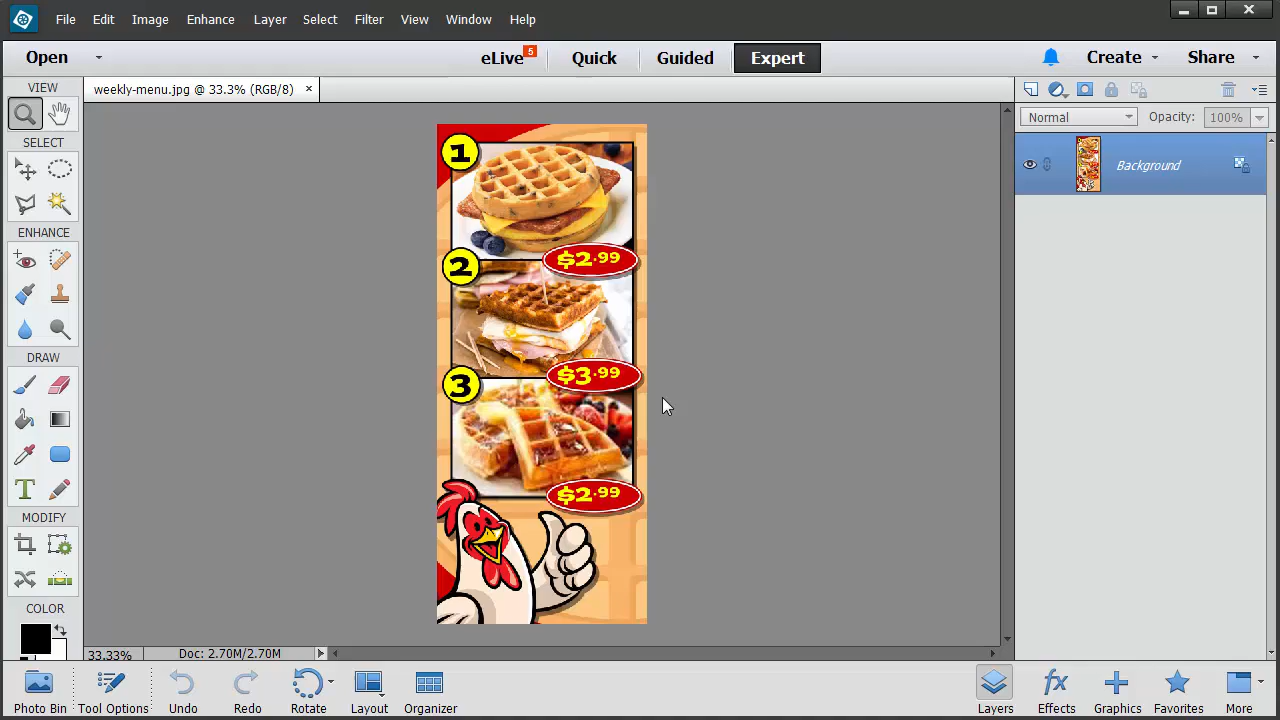 File Edit Image Enhance Layer Select Filter View Window Help
Open eLive 5 Quick Guided Expert Create Share
VIEW
weekly-menu.jpg @ 33.3% (RGB/8) ×
Normal Opacity: 100%
SELECT
Background
ENHANCE
DRAW
T
MODIFY
COLOR
1
$2.99
2
$3.99
3
$2.99
33.33% Doc: 2.70M/2.70M
fx
Photo Bin Tool Options Undo Redo Rotate Layout Organizer Layers Effects Graphics Favorites More